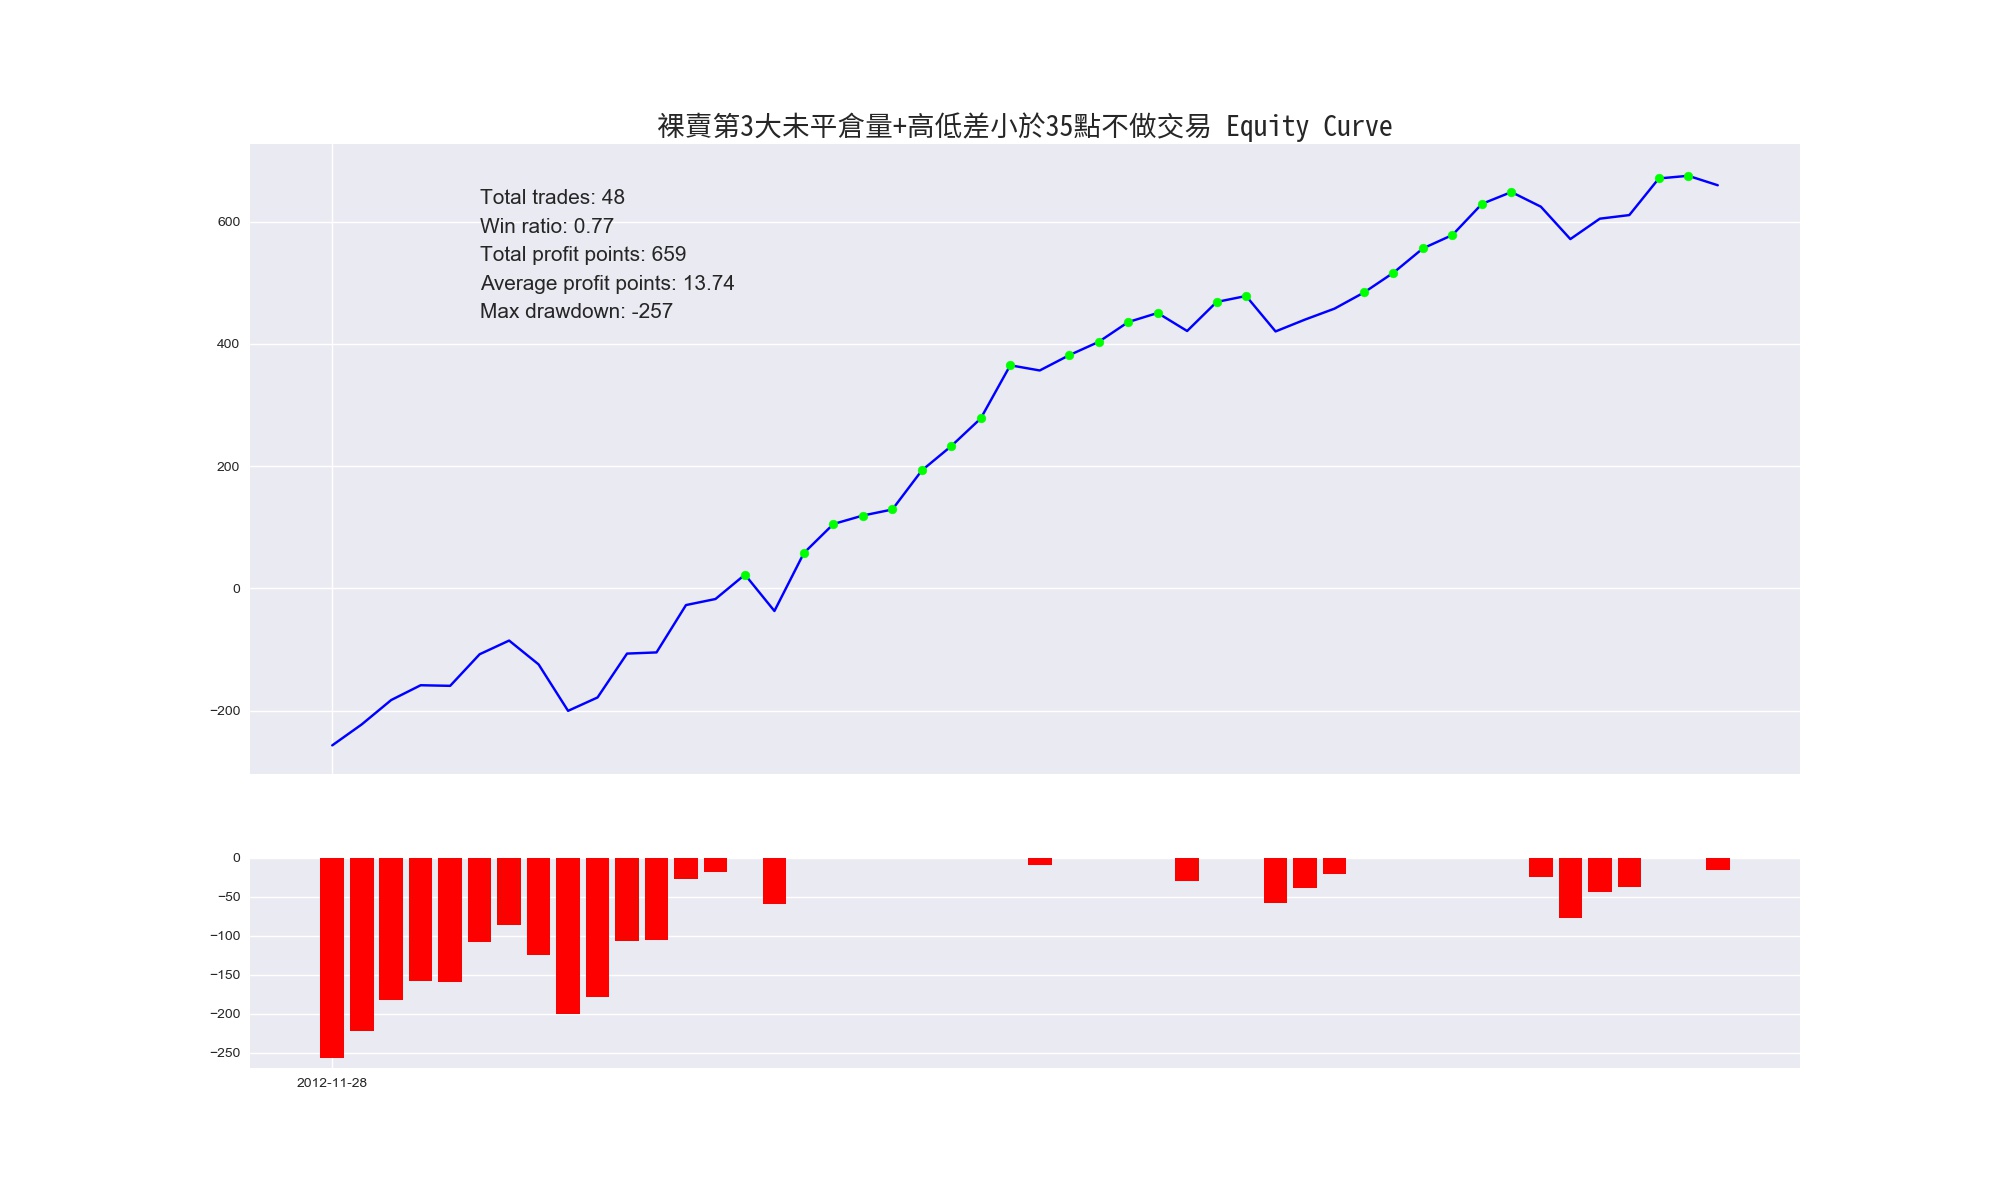 裸賣第3大未平倉量+高低差小於35點不做交易 Equity Curve
Total trades: 48
Win ratio: 0.77
Total profit points: 659
Average profit points: 13.74
Max drawdown: -257
600
400
200
0
−200
0
−50
−100
−150
−200
−250
2012-11-28